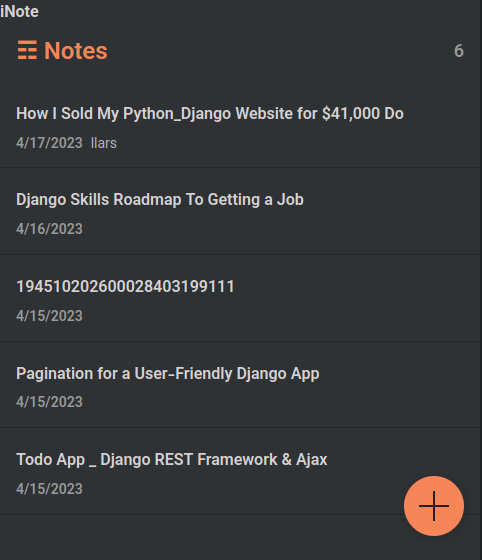 iNote
Notes
6
How I Sold My Python_Django Website for $41,000 Do
4/17/2023 llars
Django Skills Roadmap To Getting a Job
4/16/2023
194510202600028403199111
4/15/2023
Pagination for a User-Friendly Django App
4/15/2023
Todo App _ Django REST Framework & Ajax
4/15/2023